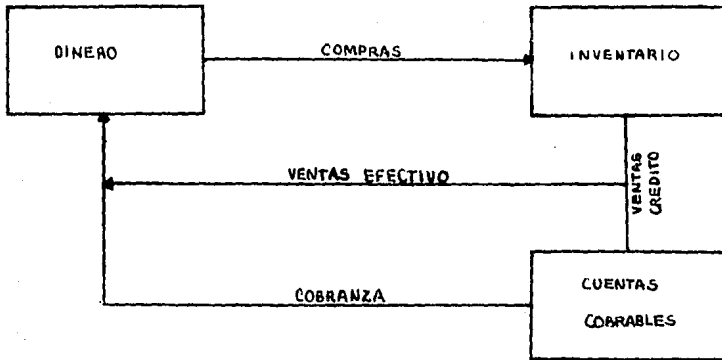 DINERO
COMPRAS
INVENTARIO
VENTAS EFECTIVO
VENTAS
CREDITO
COBRANZA
CUENTAS
COBRABLES